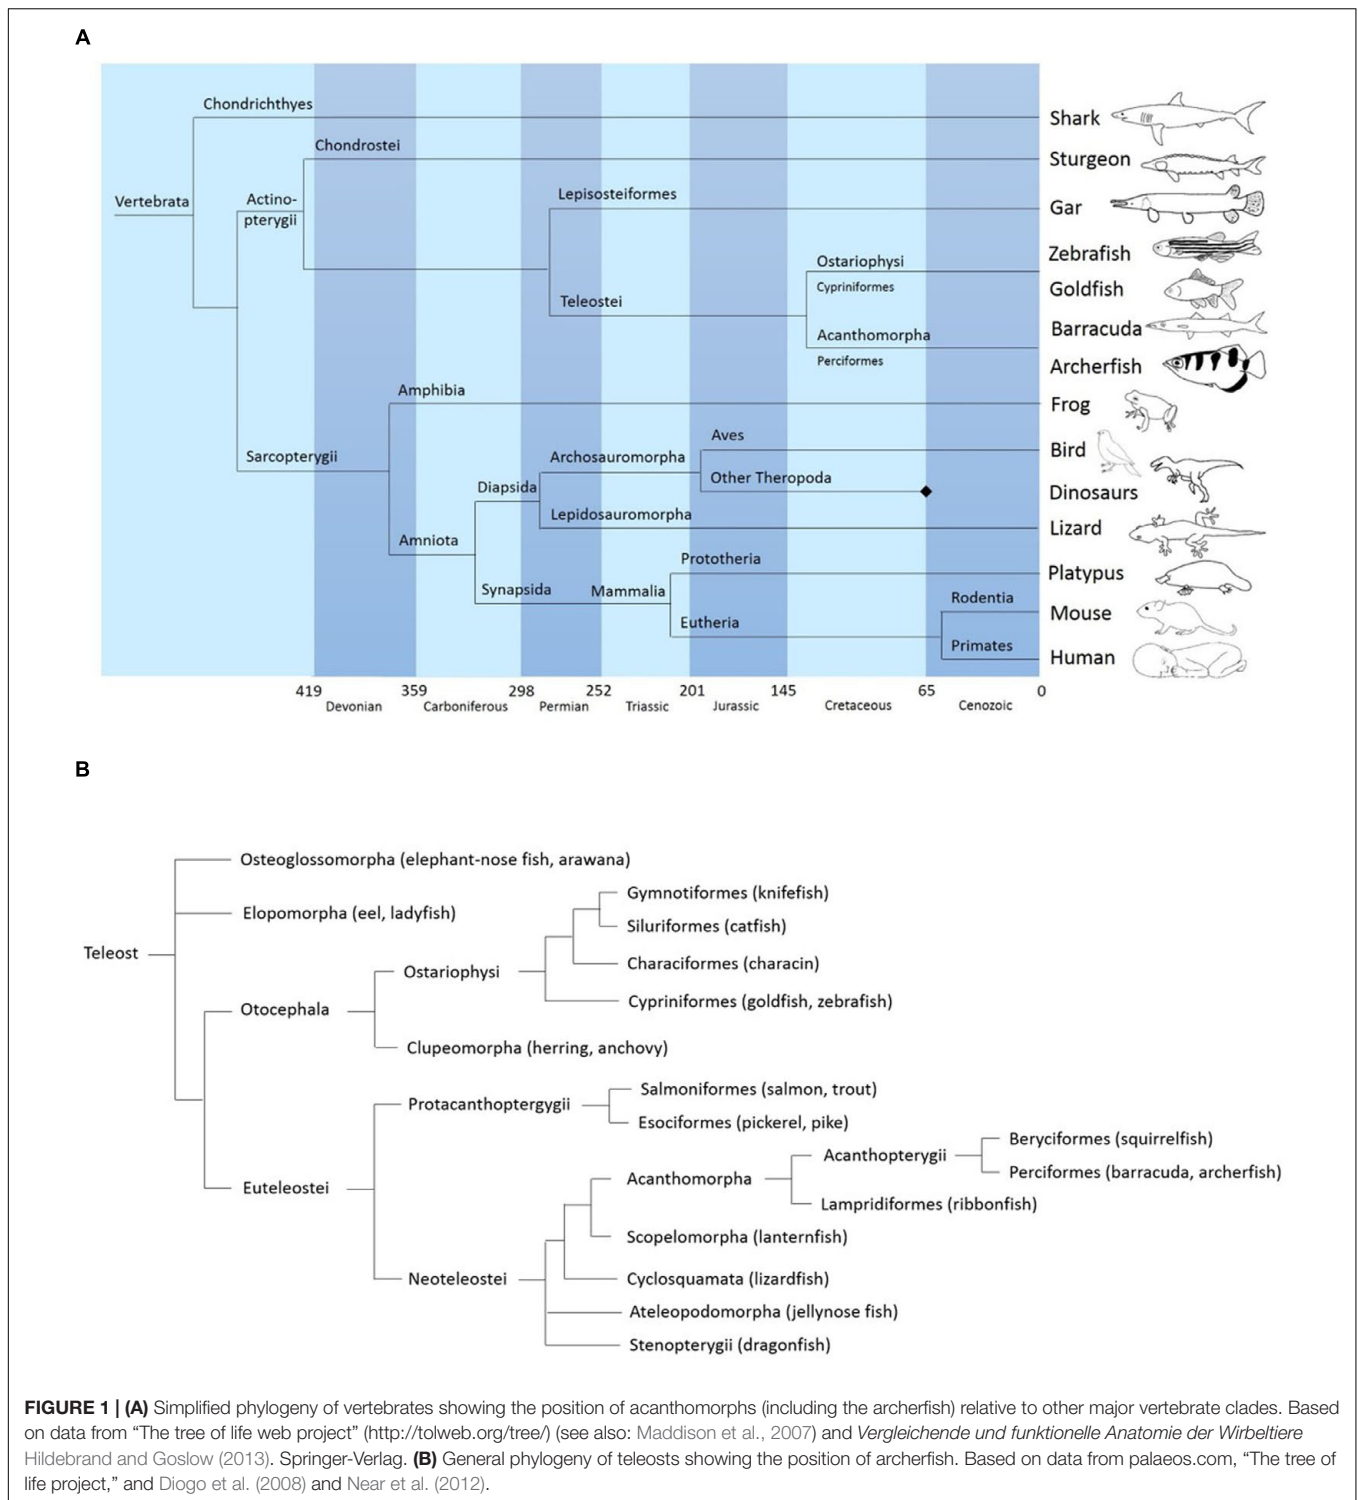 A
Chondrichthyes
Shark
Chondrostei
Sturgeon
Vertebrata
Actino-
pterygii
Lepisosteiformes
Gar
Ostariophysi
Zebrafish
Cypriniformes
Goldfish
Teleostei
Acanthomorpha
Barracuda
Perciformes
Archerfish
Amphibia
Frog
Aves
Bird
Sarcopterygii
Archosauromorpha
Other Theropoda
Diapsida
Dinosaurs
Lepidosauromorpha
Lizard
Amniota
Prototheria
Platypus
Synapsida
Mammalia
Rodentia
Mouse
Eutheria
Primates
Human
419 359 298 252 201 145 65 0
Devonian Carboniferous Permian Triassic Jurassic Cretaceous Cenozoic
B
Osteoglossomorpha (elephant-nose fish, arawana)
Gymnotiformes (knifefish)
Elopomorpha (eel, ladyfish)
Siluriformes (catfish)
Teleost
Characiformes (characin)
Ostariophysi
Cypriniformes (goldfish, zebrafish)
Otocephala
Clupeomorpha (herring, anchovy)
Salmoniformes (salmon, trout)
Protacanthoptergygii
Esociformes (pickerel, pike)
Beryciformes (squirrelfish)
Acanthopterygii
Perciformes (barracuda, archerfish)
Acanthomorpha
Euteleostei
Lampridiformes (ribbonfish)
Scopelomorpha (lanternfish)
Neoteleostei
Cyclosquamata (lizardfish)
Ateleopodomorpha (jellynose fish)
Stenopterygii (dragonfish)
FIGURE 1 | (A) Simplified phylogeny of vertebrates showing the position of acanthomorphs (including the archerfish) relative to other major vertebrate clades. Based
on data from “The tree of life web project” (http://tolweb.org/tree/) (see also: Maddison et al., 2007) and Vergleichende und funktionelle Anatomie der Wirbeltiere
Hildebrand and Goslow (2013). Springer-Verlag. (B) General phylogeny of teleosts showing the position of archerfish. Based on data from palaeos.com, “The tree of
life project,” and Diogo et al. (2008) and Near et al. (2012).